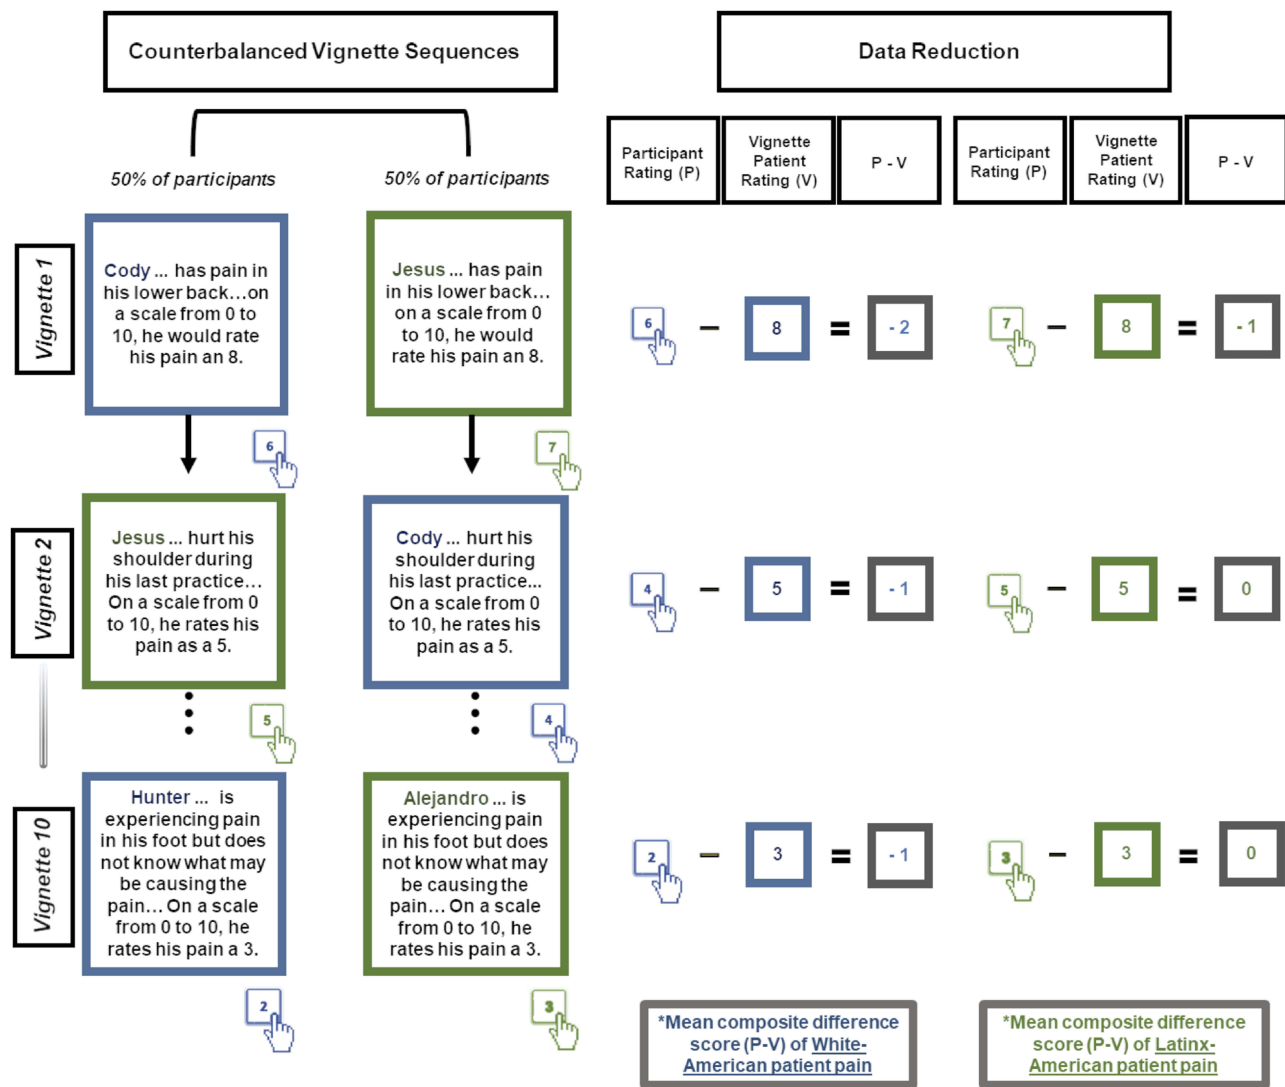 Counterbalanced Vignette Sequences
50% of participants
50% of participants
Vignette 1
Cody ... has pain in
his lower back...on
a scale from 0 to
10, he would rate
his pain an 8.
6
Jesus ... has pain
in his lower back...
on a scale from 0
to 10, he would
rate his pain an 8.
7
Vignette 2
Jesus ... hurt his
shoulder during
his last practice...
On a scale from 0
to 10, he rates his
pain as a 5.
5
Cody ... hurt his
shoulder during
his last practice...
On a scale from 0
to 10, he rates his
pain as a 5.
4
Vignette 10
Hunter ... is
experiencing pain
in his foot but does
not know what may
be causing the
pain... On a scale
from 0 to 10, he
rates his pain a 3.
2
Alejandro ... is
experiencing pain
in his foot but does
not know what may
be causing the
pain... On a scale
from 0 to 10, he
rates his pain a 3.
3
Data Reduction
Participant
Rating (P)
Vignette
Patient
Rating (V)
P - V
Participant
Rating (P)
Vignette
Patient
Rating (V)
P - V
6 – 8 = - 2
7 – 8 = - 1
4 – 5 = - 1
5 – 5 = 0
2 – 3 = - 1
3 – 3 = 0
*Mean composite difference
score (P-V) of White-
American patient pain
*Mean composite difference
score (P-V) of Latinx-
American patient pain